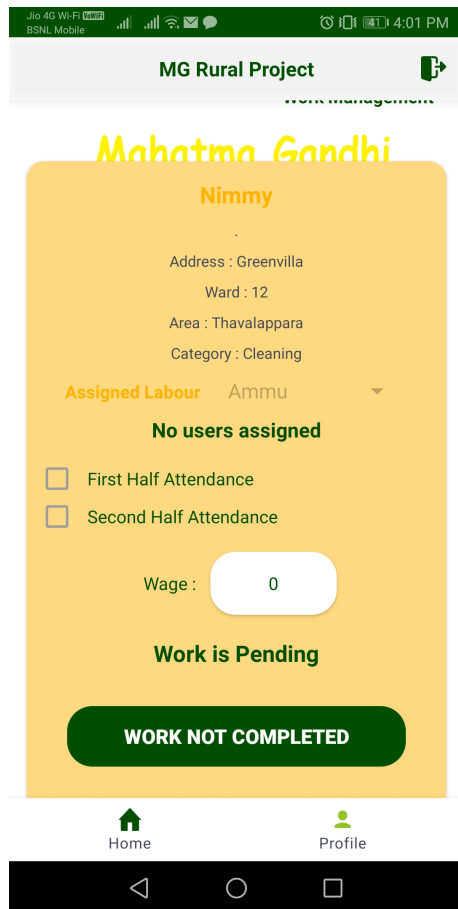 Jio 4G Wi-Fi VoWiFi
BSNL Mobile
41 4:01 PM
MG Rural Project
Work Management
Mahatma Gandhi
Nimmy
.
Address : Greenvilla
Ward : 12
Area : Thavalappara
Category : Cleaning
Assigned Labour Ammu
No users assigned
First Half Attendance
Second Half Attendance
Wage : 0
Work is Pending
WORK NOT COMPLETED
Home Profile